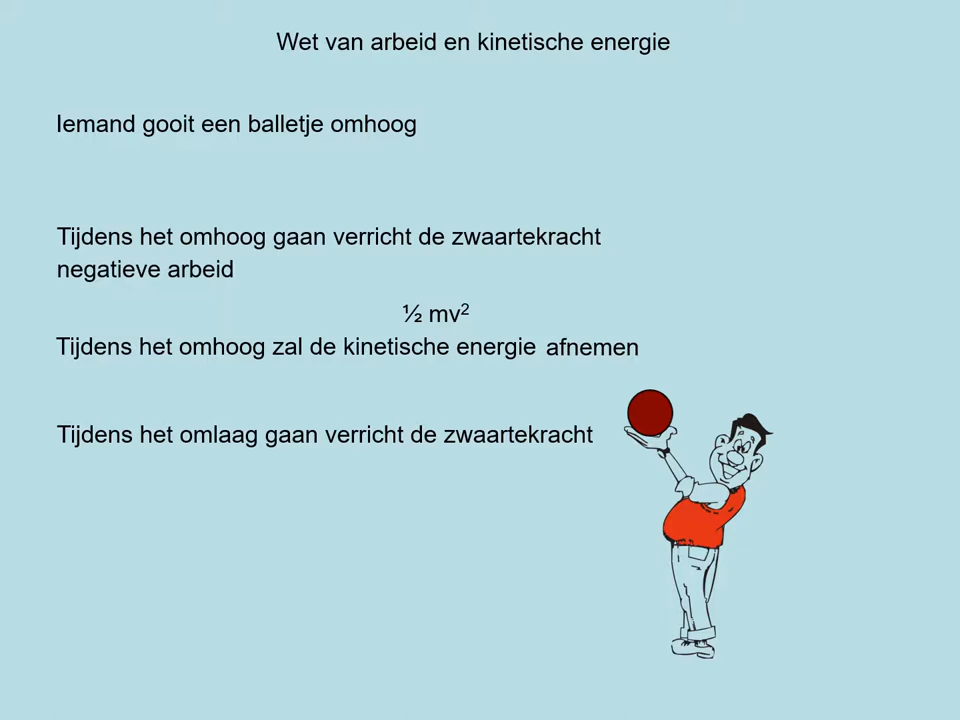 Wet van arbeid en kinetische energie
Iemand gooit een balletje omhoog
Tijdens het omhoog gaan verricht de zwaartekracht
negatieve arbeid
½ mv²
Tijdens het omhoog zal de kinetische energie afnemen
Tijdens het omlaag gaan verricht de zwaartekracht